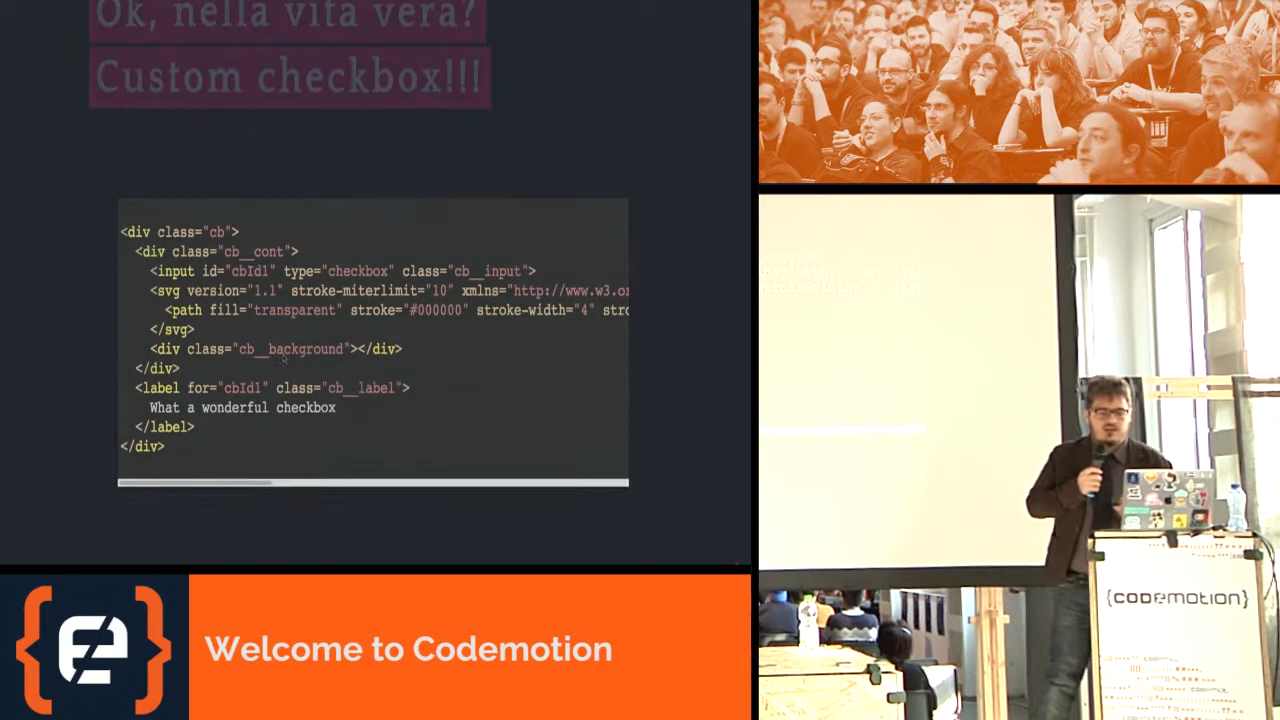 Ok, nella vita vera?
Custom checkbox!!!
<div class="cb">
<div class="cb__cont">
<input id="cbId1" type="checkbox" class="cb__input">
<svg version="1.1" stroke-miterlimit="10" xmlns="http://www.w3.or
<path fill="transparent" stroke="#000000" stroke-width="4" stro
</svg>
<div class="cb__background"></div>
</div>
<label for="cbId1" class="cb__label">
What a wonderful checkbox
</label>
</div>
Welcome to Codemotion
{codemotion}